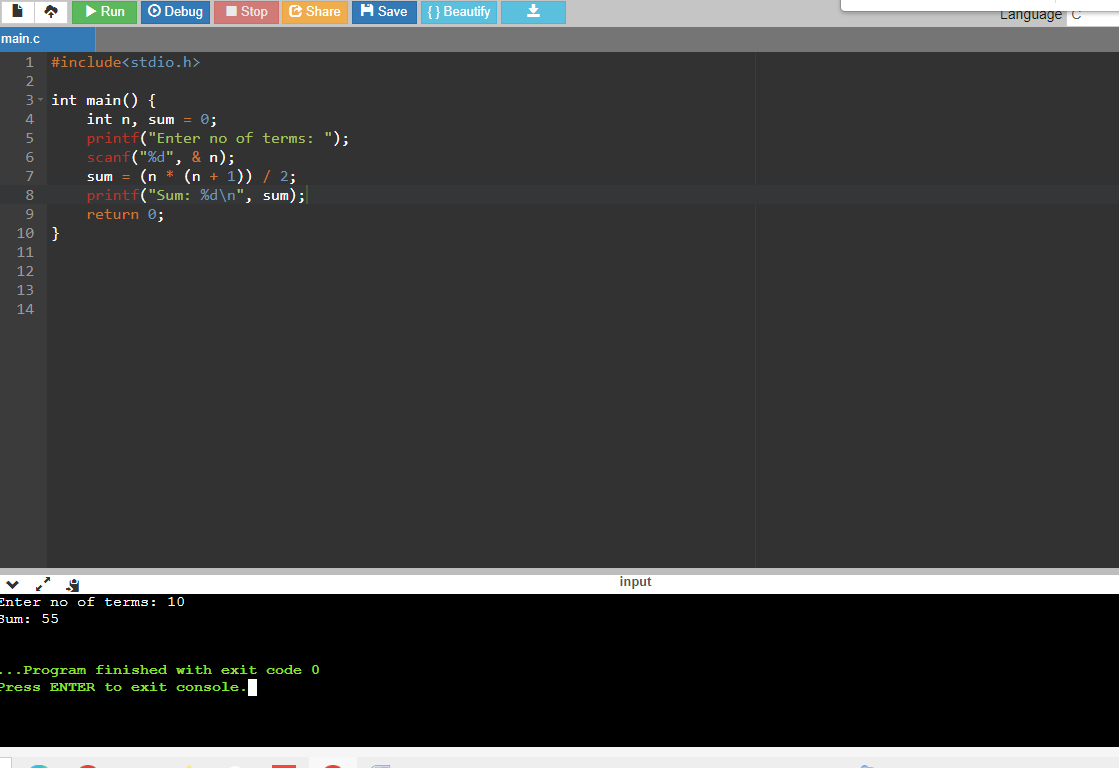 Run Debug Stop Share Save {} Beautify Language C
main.c
1 #include<stdio.h>
2
3 int main() {
4 int n, sum = 0;
5 printf("Enter no of terms: ");
6 scanf("%d", & n);
7 sum = (n * (n + 1)) / 2;
8 printf("Sum: %d\n", sum);
9 return 0;
10 }
11
12
13
14
input
Enter no of terms: 10
Sum: 55
...Program finished with exit code 0
Press ENTER to exit console.